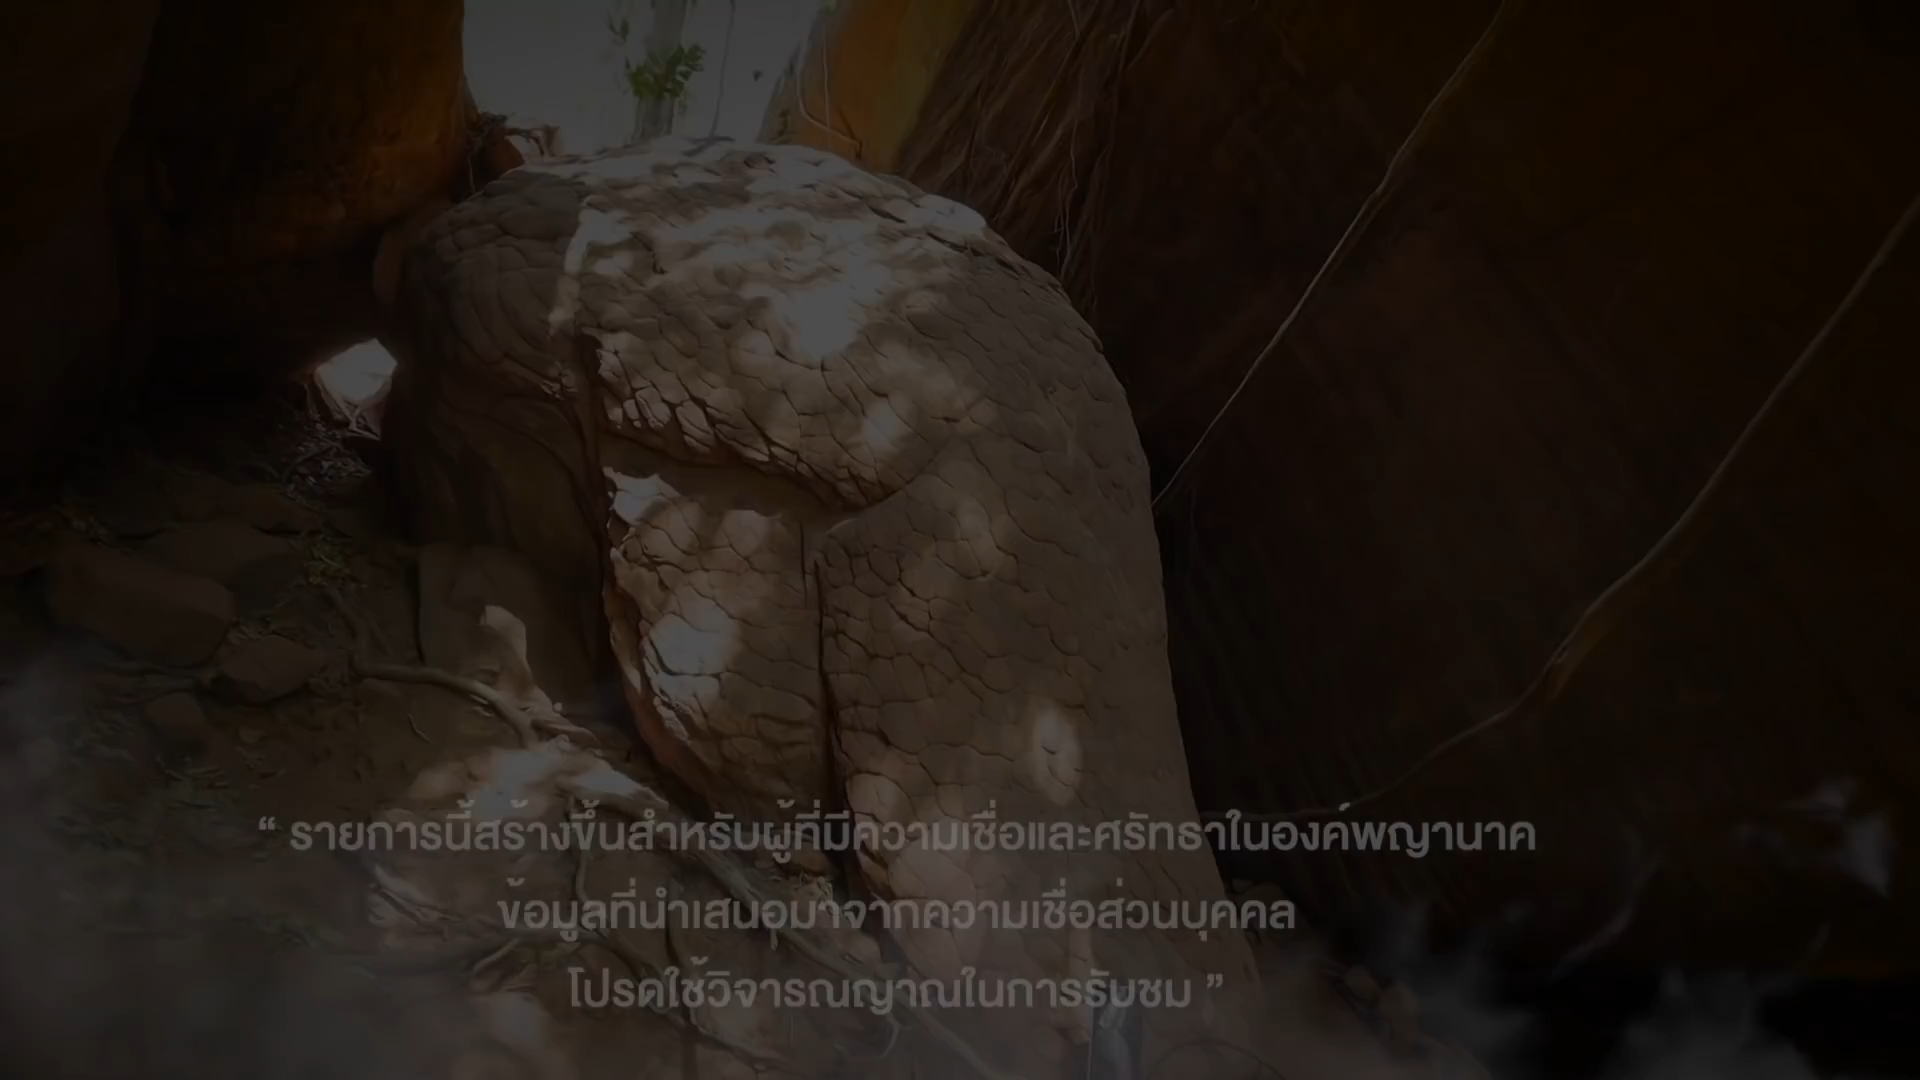 “ รายการนี้สร้างขึ้นสำหรับผู้ที่มีความเชื่อและศรัทธาในองค์พญานาค
ข้อมูลที่นำเสนอมาจากความเชื่อส่วนบุคคล
โปรดใช้วิจารณญาณในการรับชม ”